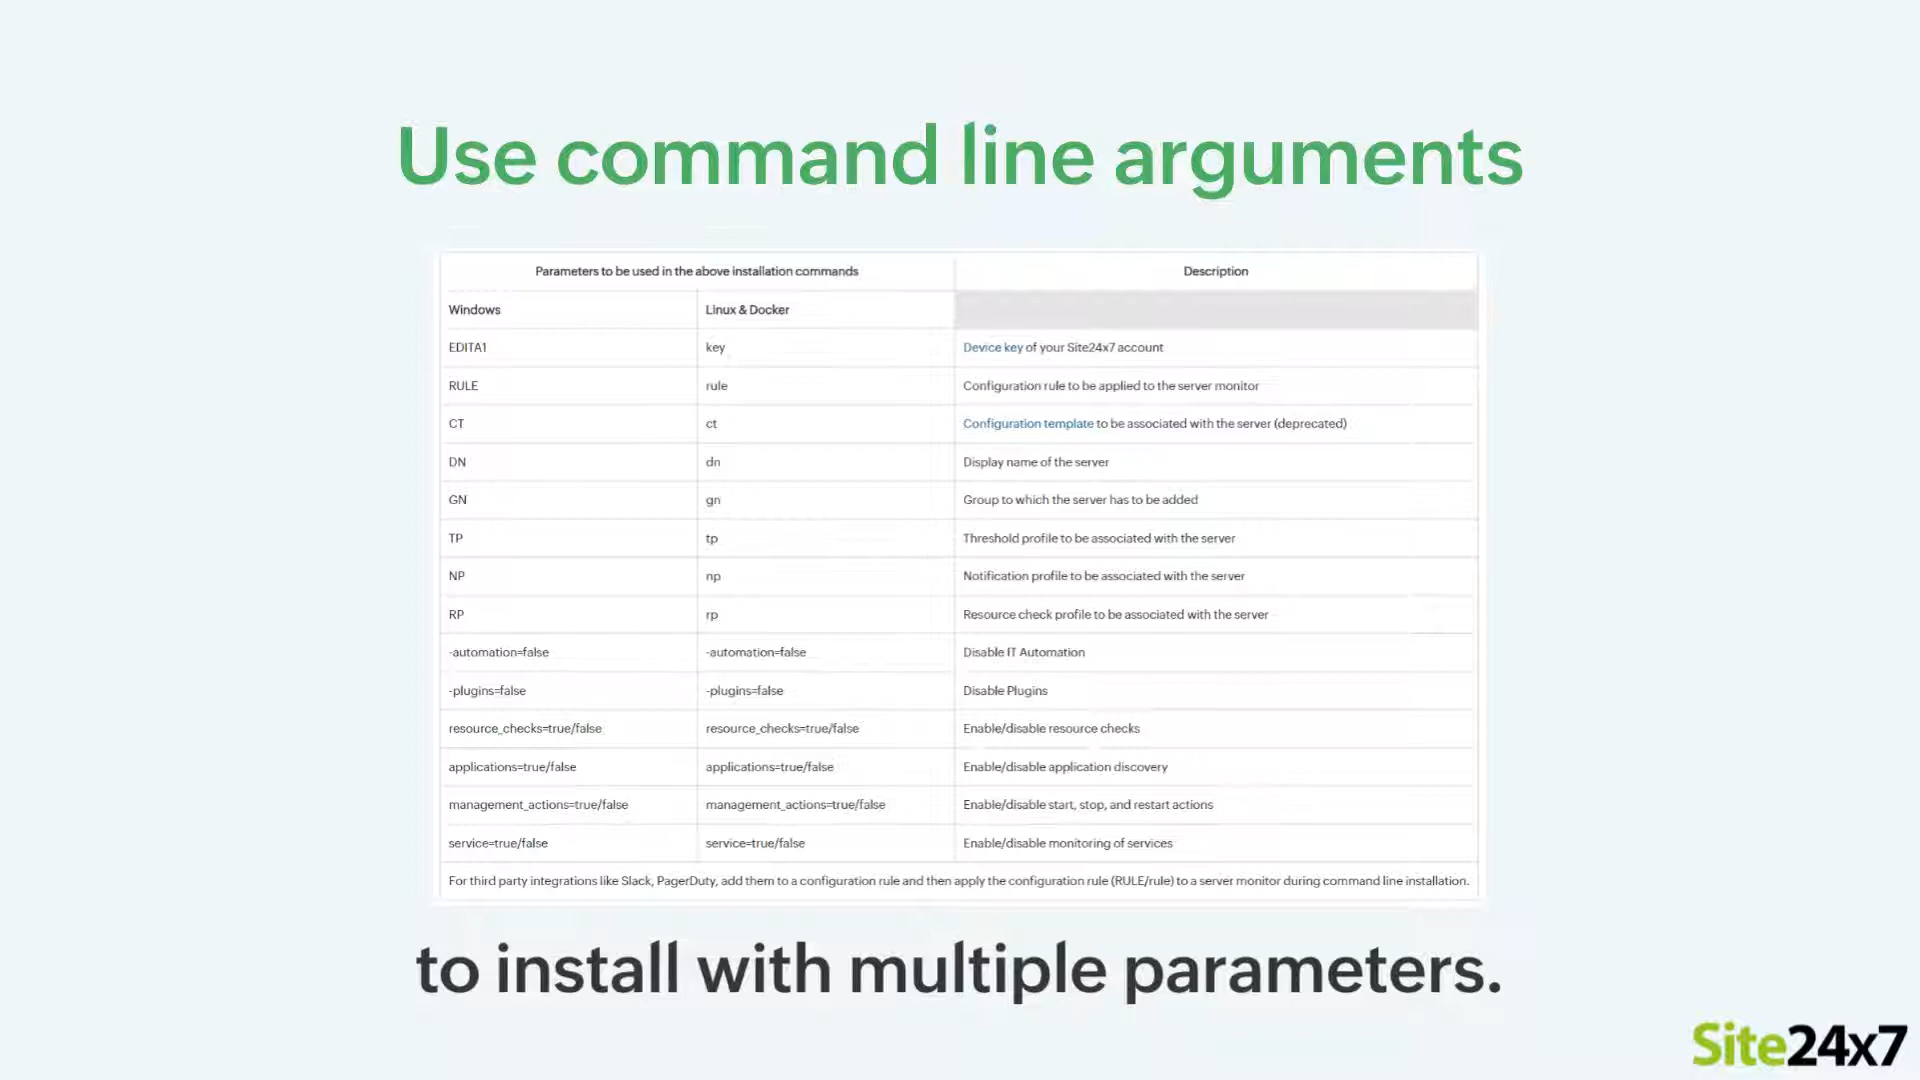 Use command line arguments
Parameters to be used in the above installation commands Description
Windows Linux & Docker
EDITA1 key Device key of your Site24x7 account
RULE rule Configuration rule to be applied to the server monitor
CT ct Configuration template to be associated with the server (deprecated)
DN dn Display name of the server
GN gn Group to which the server has to be added
TP tp Threshold profile to be associated with the server
NP np Notification profile to be associated with the server
RP rp Resource check profile to be associated with the server
-automation=false -automation=false Disable IT Automation
-plugins=false -plugins=false Disable Plugins
resource_checks=true/false resource_checks=true/false Enable/disable resource checks
applications=true/false applications=true/false Enable/disable application discovery
management_actions=true/false management_actions=true/false Enable/disable start, stop, and restart actions
service=true/false service=true/false Enable/disable monitoring of services
For third party integrations like Slack, PagerDuty, add them to a configuration rule and then apply the configuration rule (RULE/rule) to a server monitor during command line installation.
to install with multiple parameters.
Site24x7